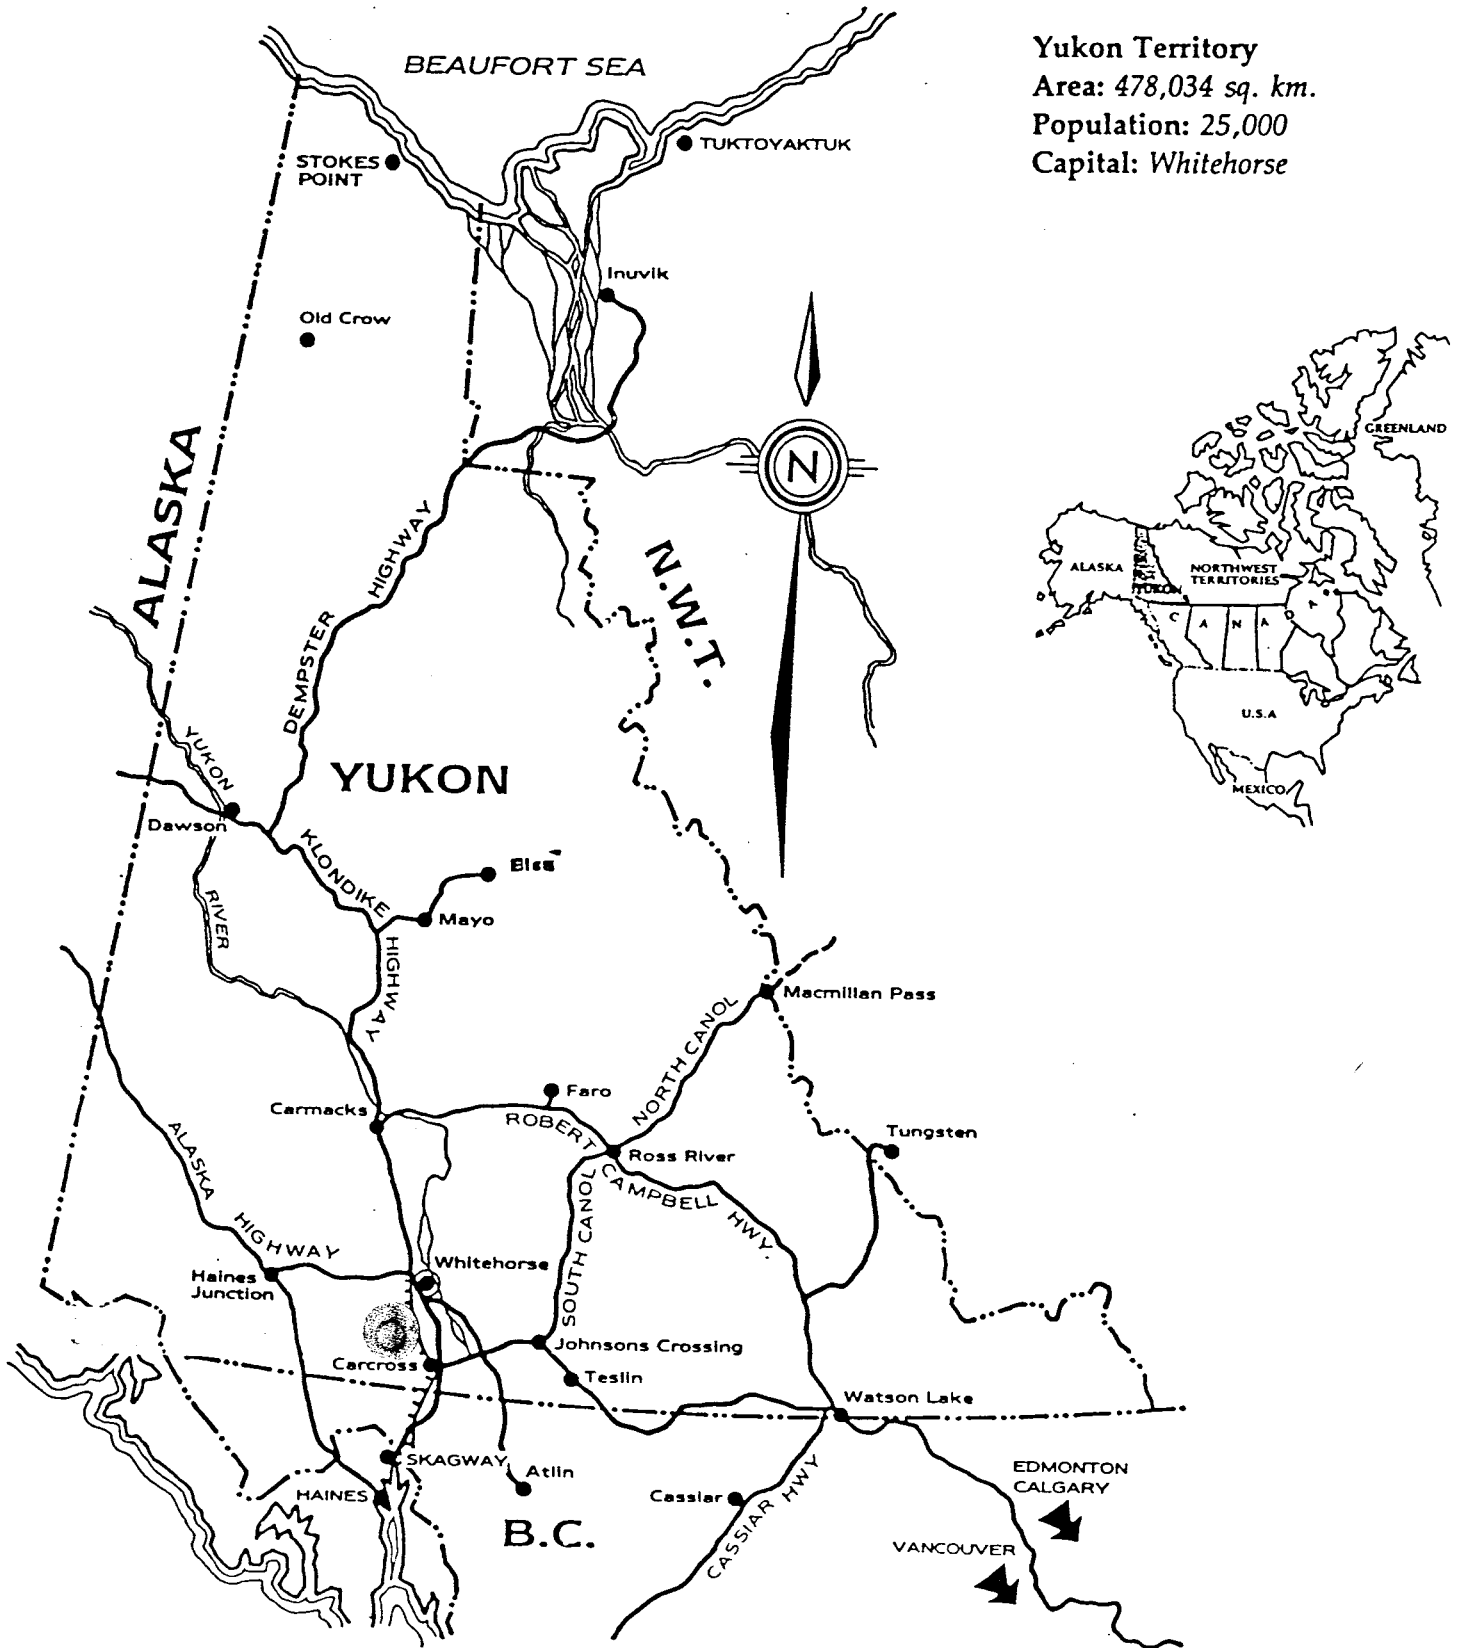 Yukon Territory
Area: 478,034 sq. km.
Population: 25,000
Capital: Whitehorse
BEAUFORT SEA
TUKTOYAKTUK
STOKES
POINT
Inuvik
Old Crow
ALASKA
DEMPSTER HIGHWAY
N
N.W.T.
GREENLAND
ALASKA
YUKON
NORTHWEST
TERRITORIES
C A N A D A
U.S.A
MEXICO
YUKON
YUKON RIVER
Dawson
KLONDIKE HIGHWAY
Mayo
Macmillan Pass
NORTH CANOL
Faro
Carmacks
ROBERT CAMPBELL HWY.
Ross River
Tungsten
ALASKA HIGHWAY
SOUTH CANOL
Whitehorse
Haines
Junction
Johnsons Crossing
Carcross
Teslin
Watson Lake
SKAGWAY
Atlin
HAINES
Cassiar
CASSIAR HWY
B.C.
EDMONTON
CALGARY
VANCOUVER